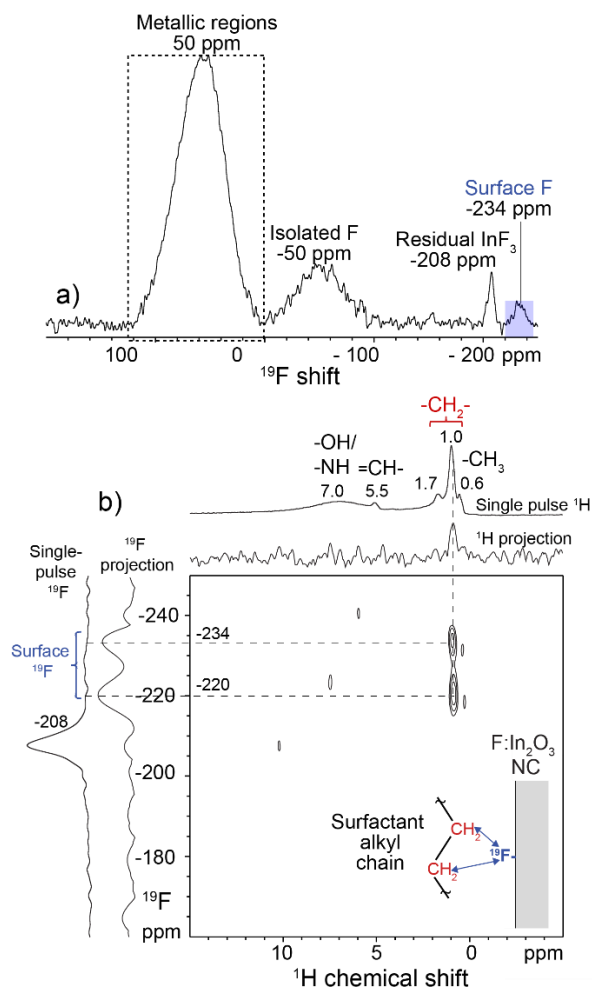 Metallic regions
50 ppm
Surface F
-234 ppm
Isolated F
-50 ppm
Residual InF₃
-208 ppm
a)
100 0 - 100 - 200 ppm
¹⁹F shift
-CH₂-
-OH/
-NH =CH- 1.0 -CH₃
7.0 5.5 1.7 0.6
b)
Single pulse ¹H
¹H projection
Single-
pulse
¹⁹F
¹⁹F
projection
-240
-234
Surface
¹⁹F
-220
-220
-208
-200
-180
¹⁹F
ppm
F:In₂O₃
NC
Surfactant
alkyl
chain
CH₂
¹⁹F-
CH₂
10 5 0 ppm
¹H chemical shift